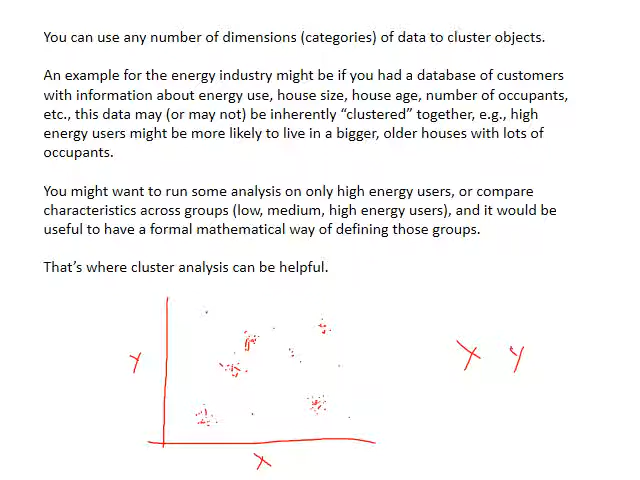 You can use any number of dimensions (categories) of data to cluster objects.
An example for the energy industry might be if you had a database of customers
with information about energy use, house size, house age, number of occupants,
etc., this data may (or may not) be inherently “clustered” together, e.g., high
energy users might be more likely to live in a bigger, older houses with lots of
occupants.
You might want to run some analysis on only high energy users, or compare
characteristics across groups (low, medium, high energy users), and it would be
useful to have a formal mathematical way of defining those groups.
That’s where cluster analysis can be helpful.
Y
X Y
X